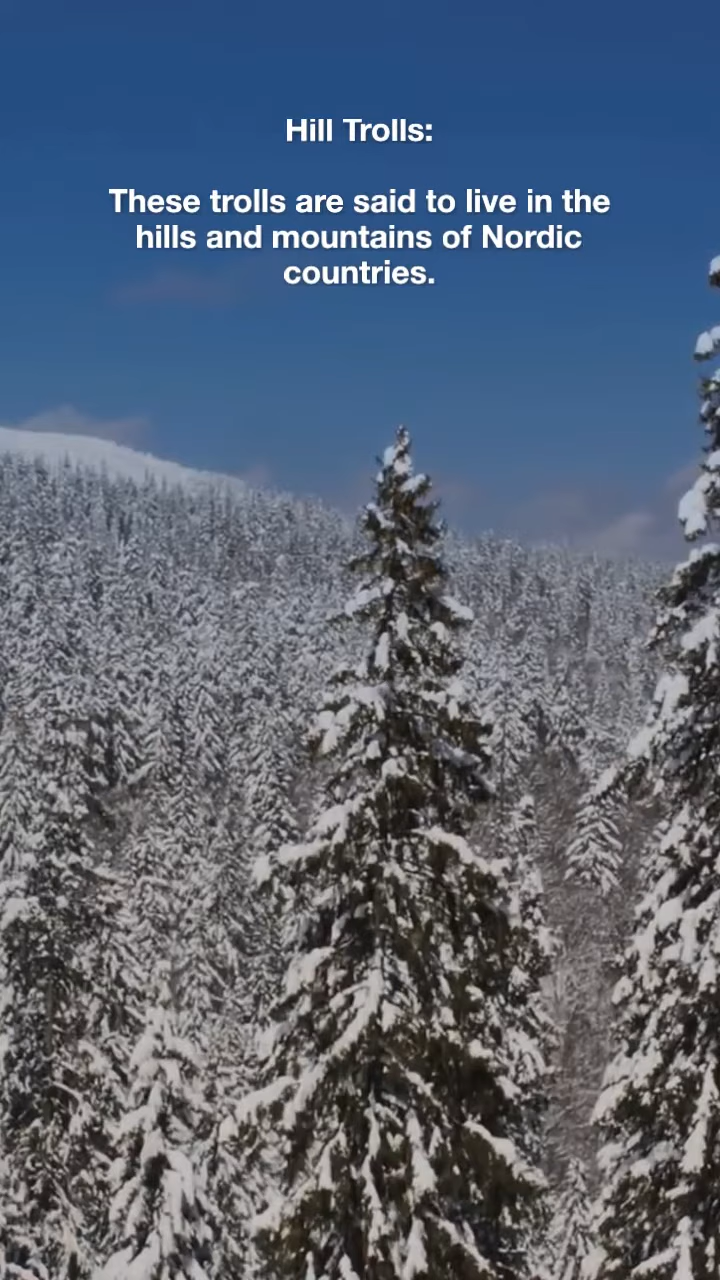 Hill Trolls:
These trolls are said to live in the
hills and mountains of Nordic
countries.